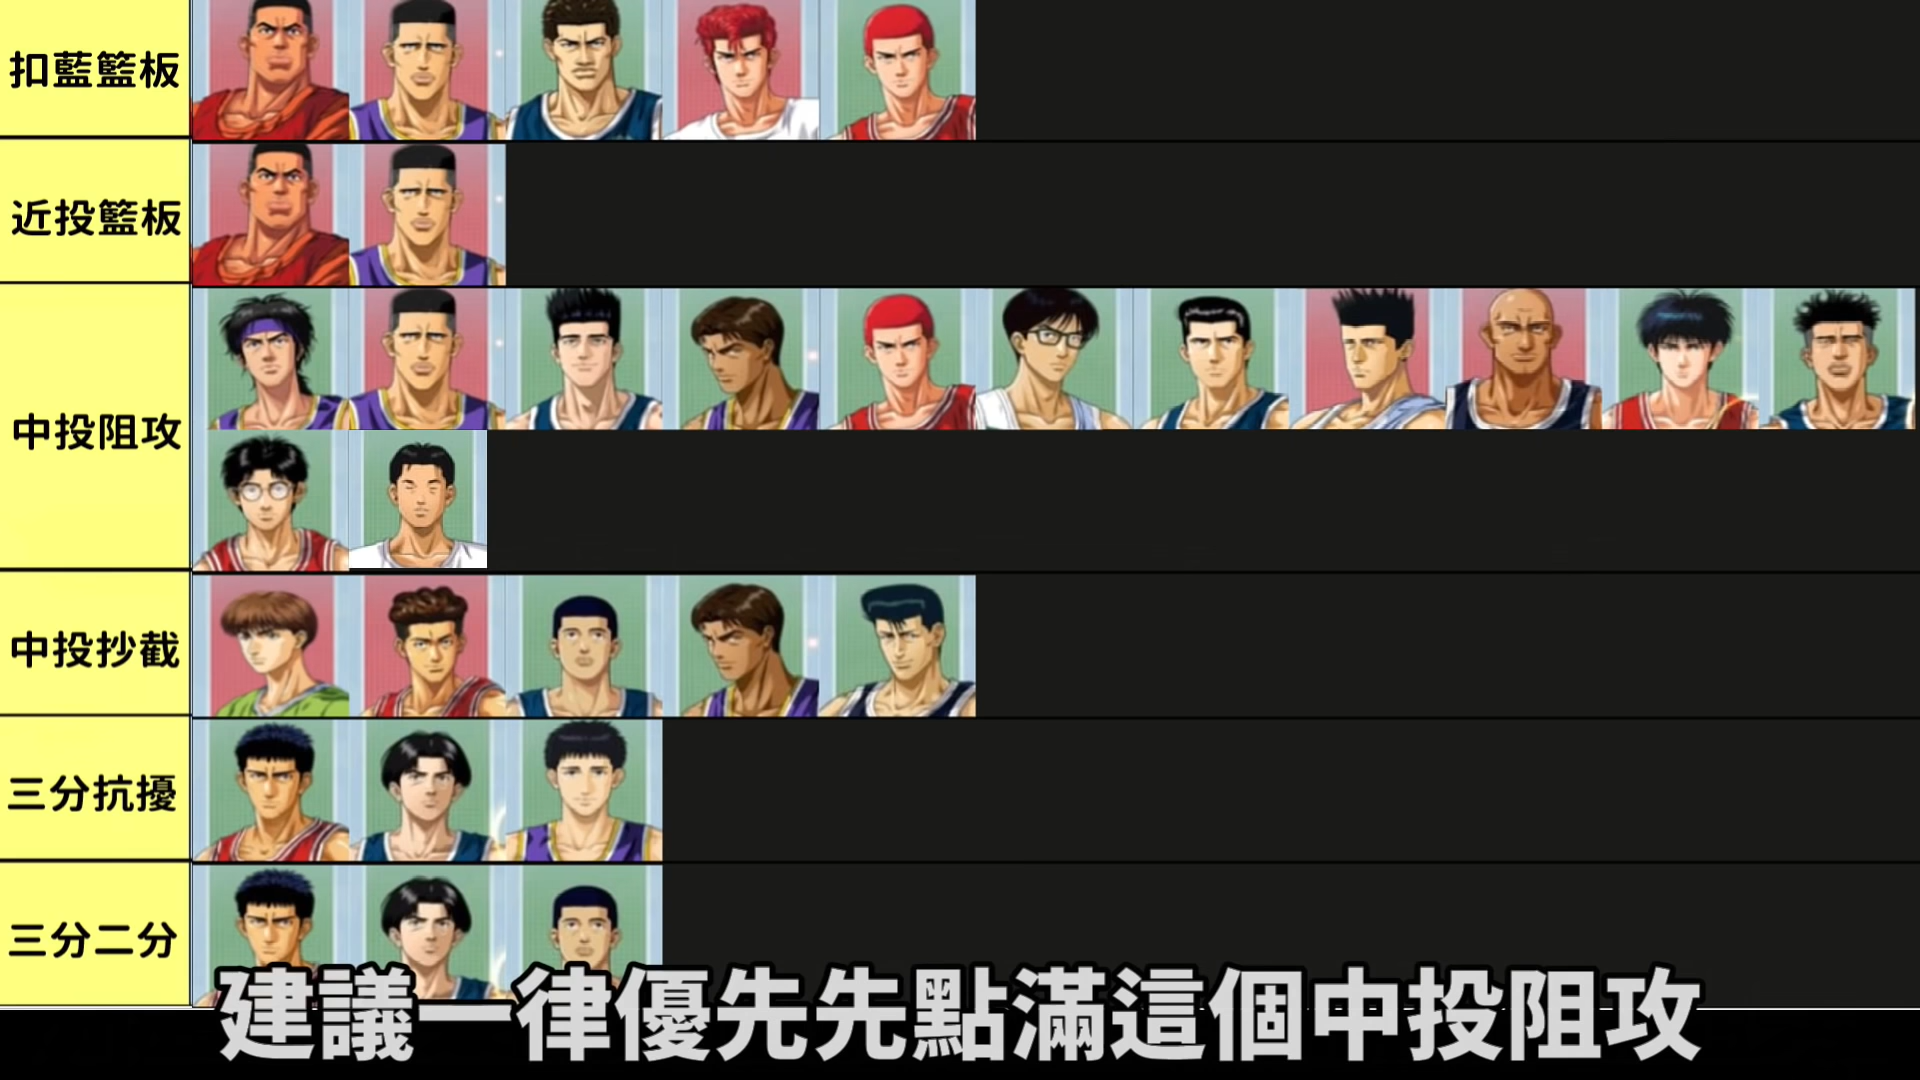 扣藍籃板
近投籃板
中投阻攻
中投抄截
三分抗擾
三分二分
建議一律優先先點滿這個中投阻攻